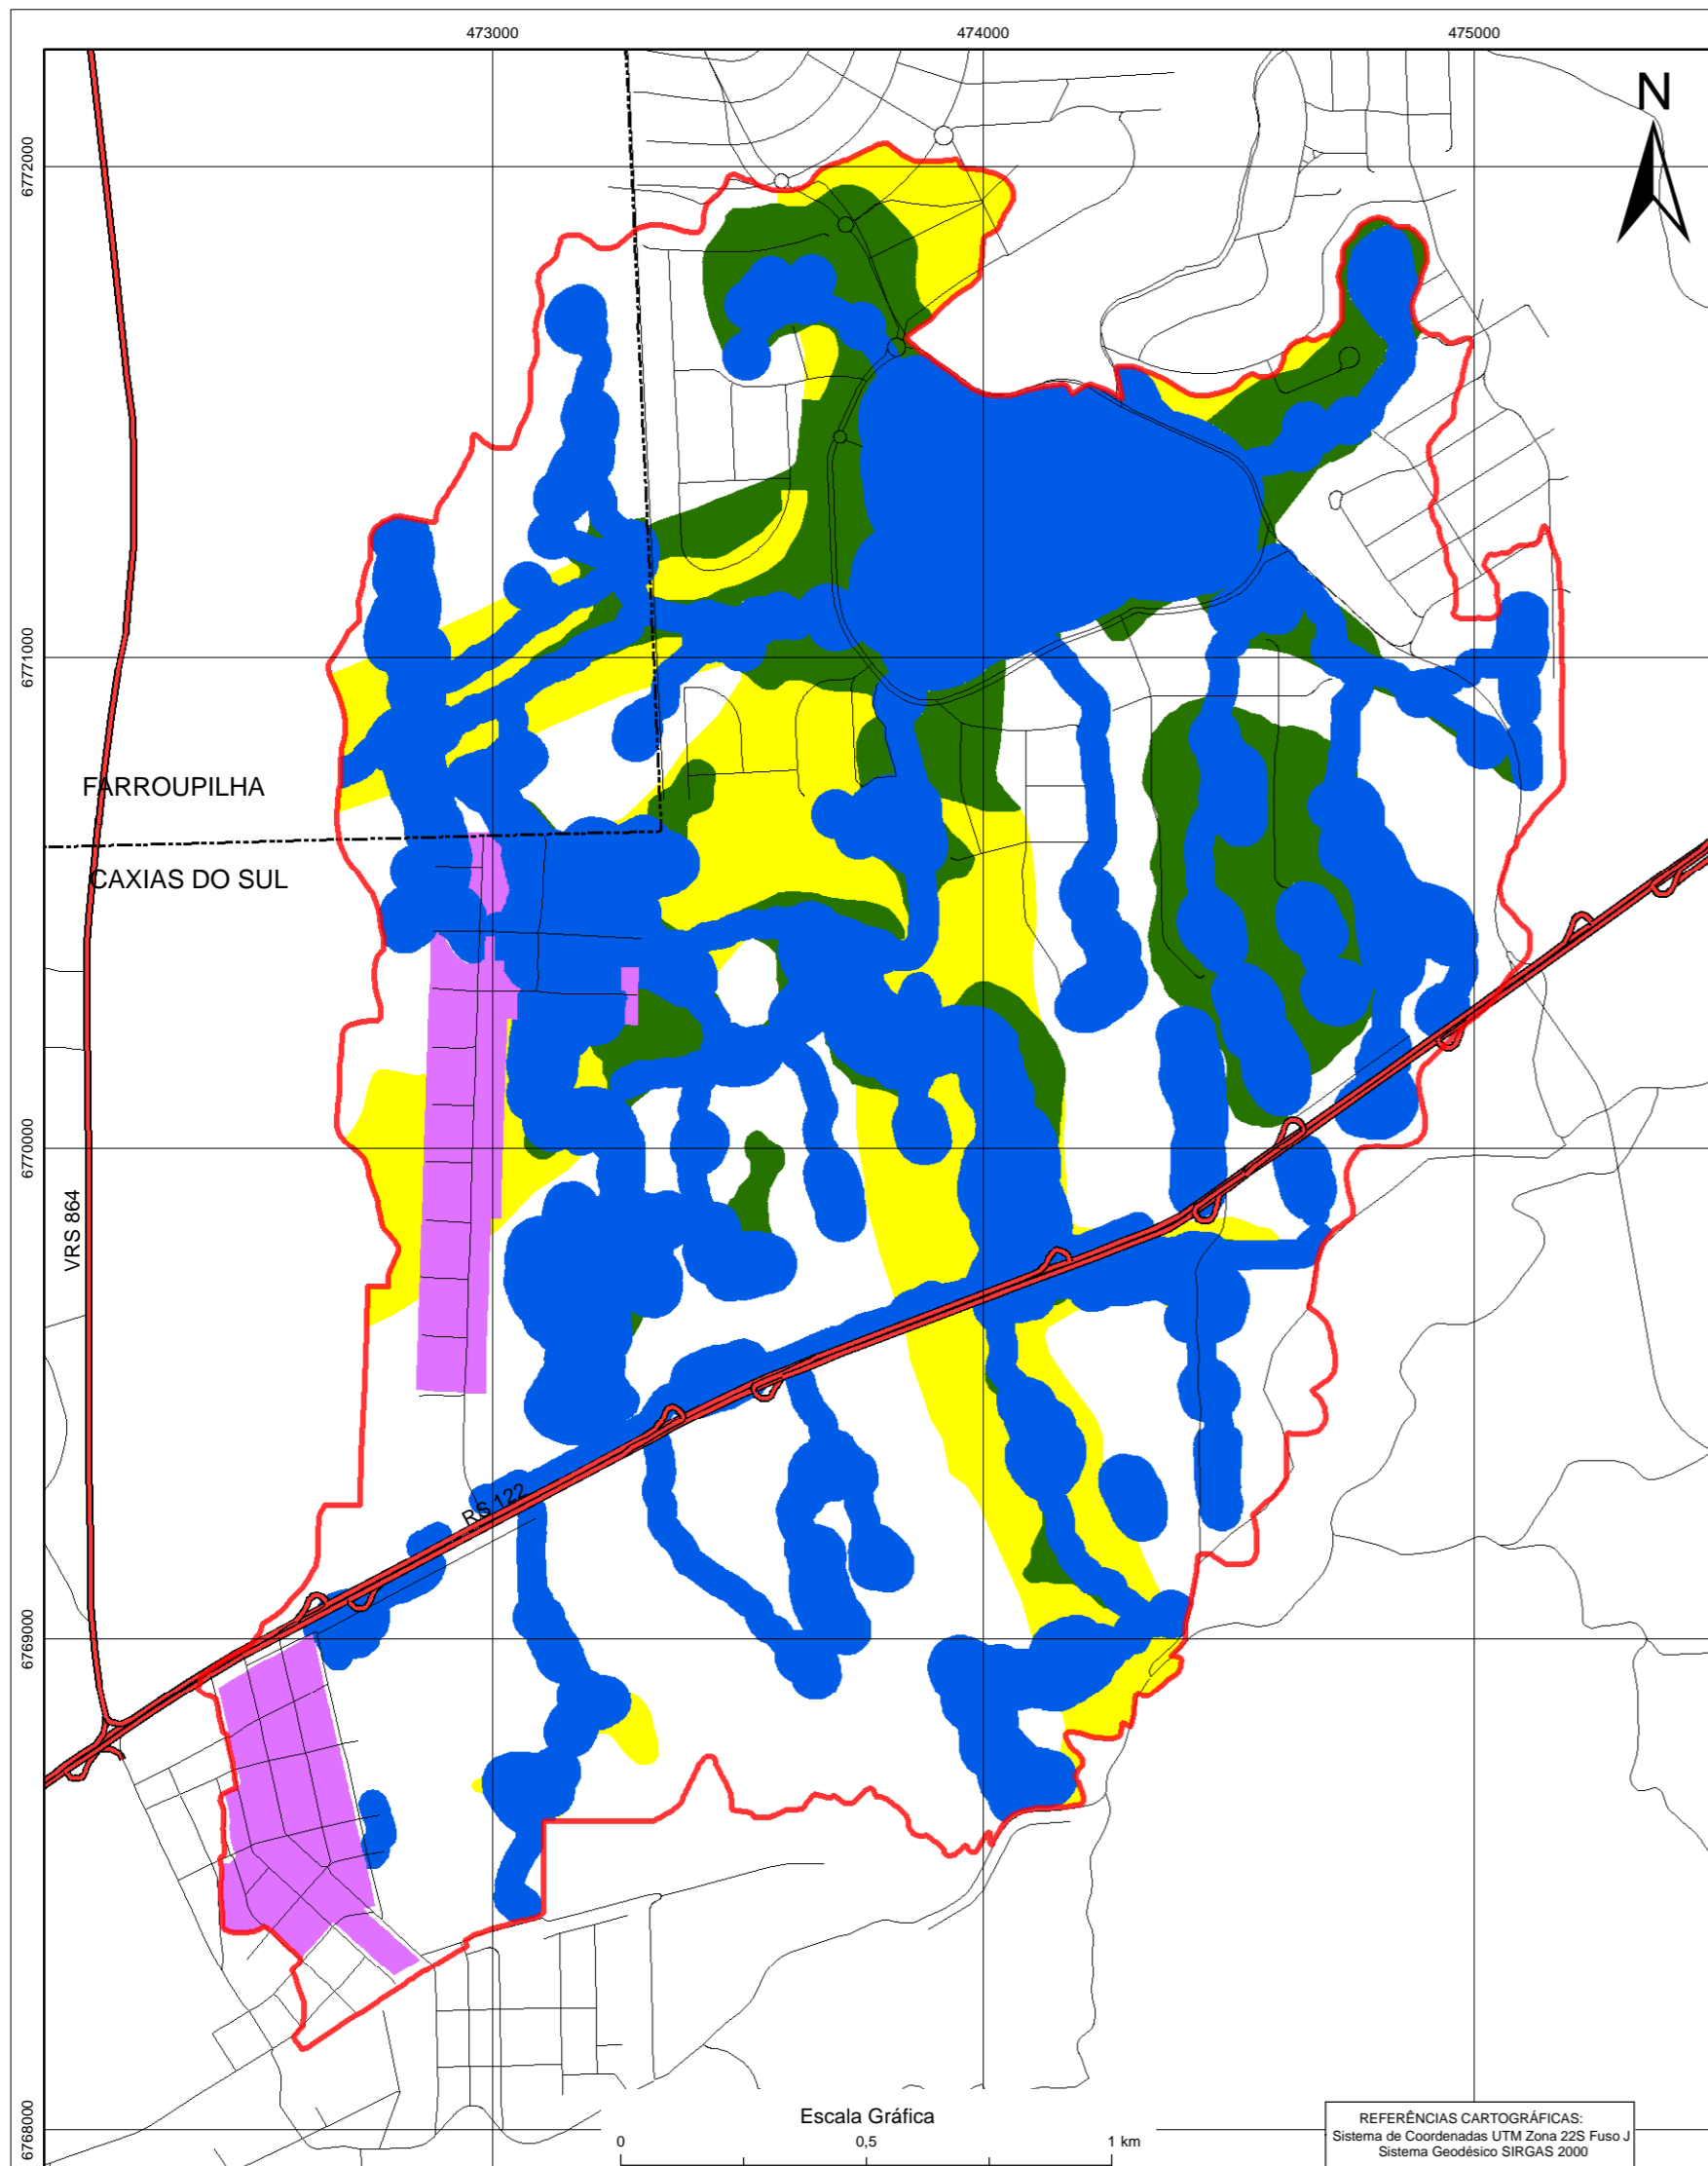 473000
474000
475000
N
6772000
6771000
FARROUPILHA
CAXIAS DO SUL
6770000
VRS 864
RS 122
6769000
6768000
Escala Gráfica
0
0,5
1 km
REFERÊNCIAS CARTOGRÁFICAS:
Sistema de Coordenadas UTM Zona 22S Fuso J
Sistema Geodésico SIRGAS 2000